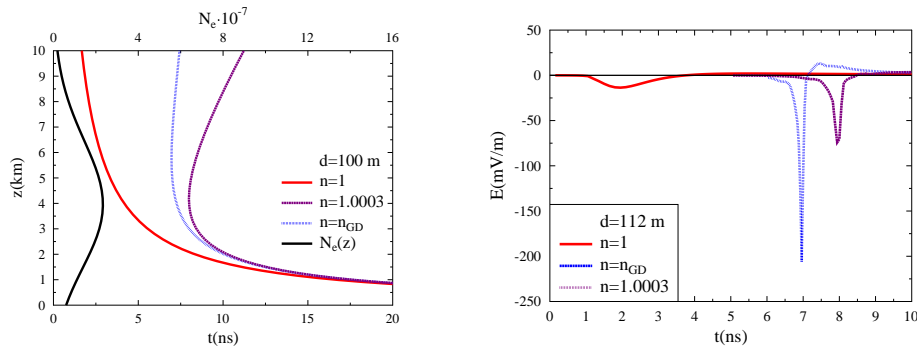 N_e·10^-7
0 4 8 12 16
10
9
8
7
6
5
4
3
2
1
0
z(km)
d=100 m
n=1
n=1.0003
n=n_GD
N_e(z)
0 5 10 15 20
t(ns)
50
0
-50
-100
-150
-200
-250
E(mV/m)
d=112 m
n=1
n=n_GD
n=1.0003
0 1 2 3 4 5 6 7 8 9 10
t(ns)